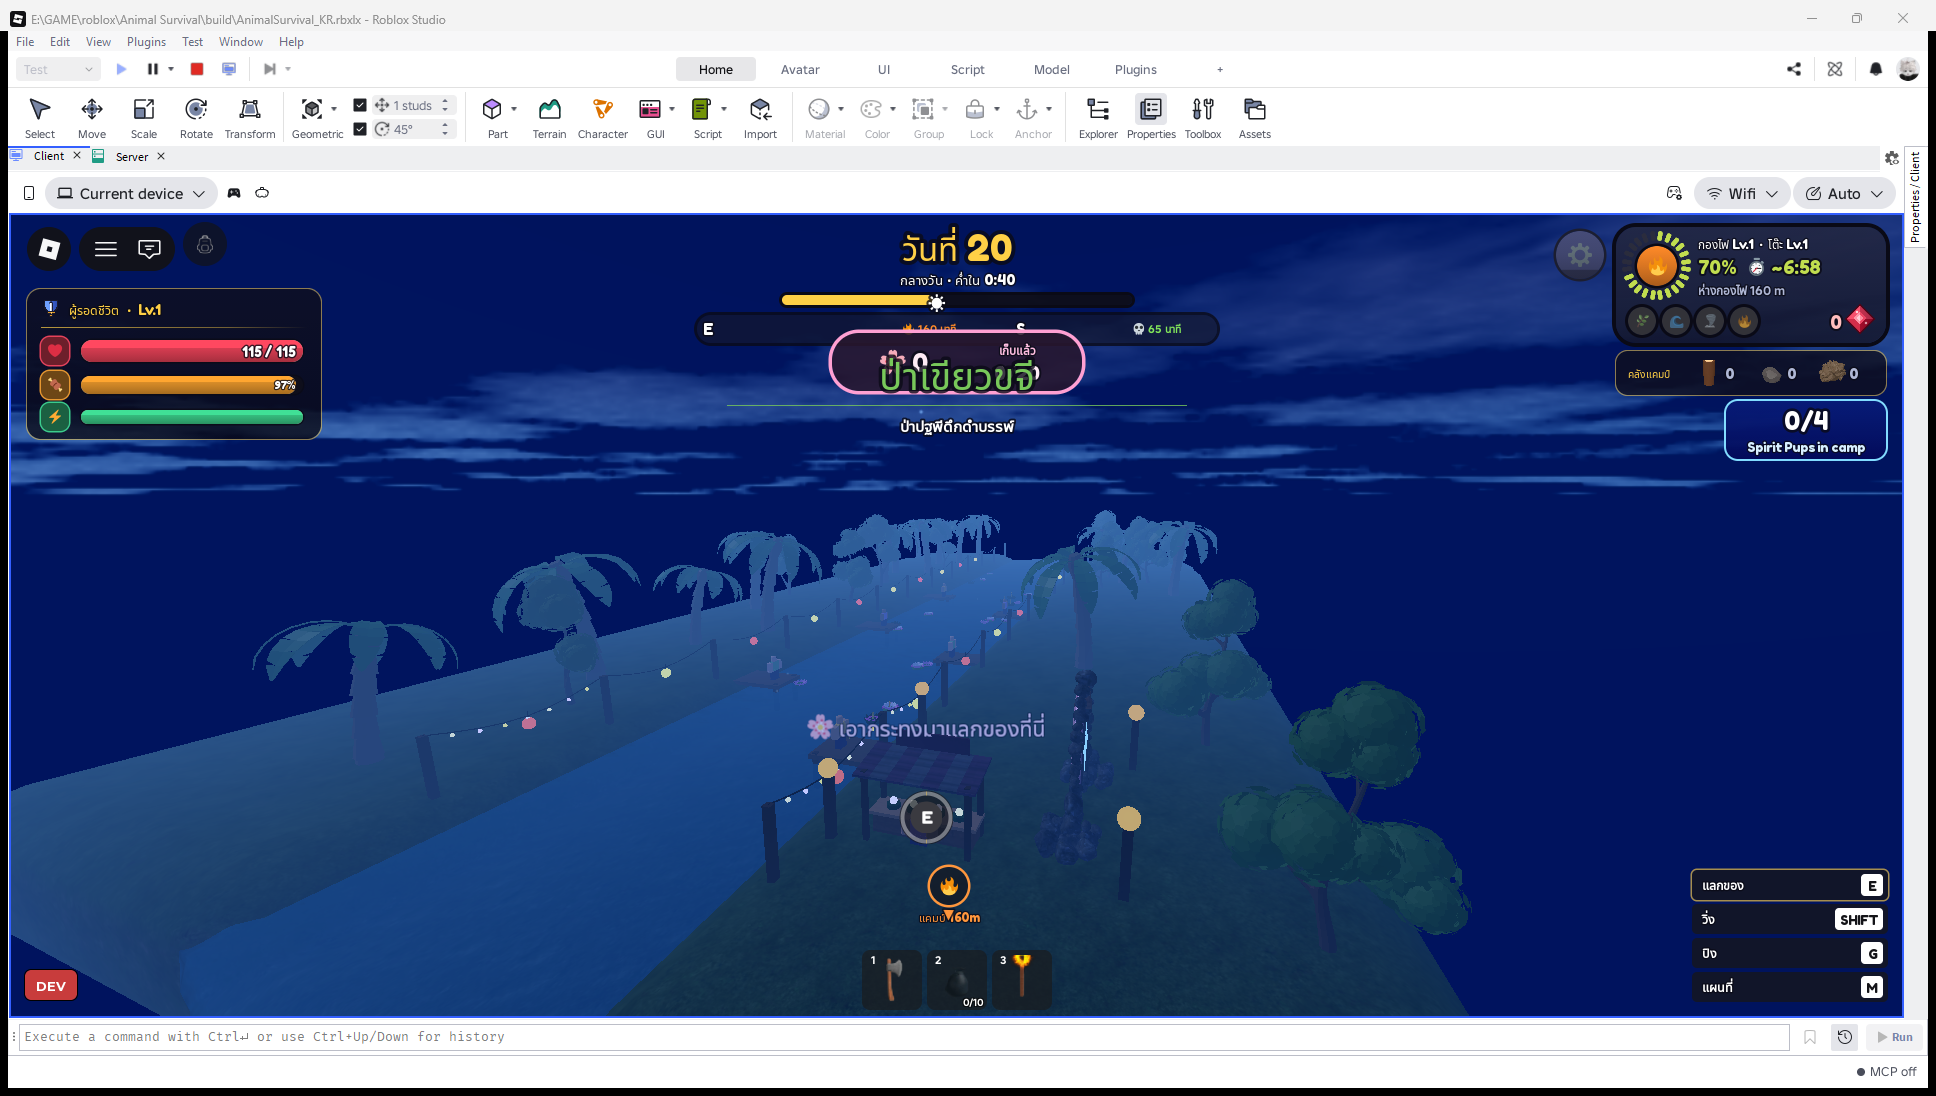 E:\GAME\roblox\Animal Survival\build\AnimalSurvival_KR.rbxlx - Roblox Studio
File Edit View Plugins Test Window Help
Test
Home Avatar UI Script Model Plugins +
1 studs
45°
Select Move Scale Rotate Transform Geometric Part Terrain Character GUI Script Import Material Color Group Lock Anchor Explorer Properties Toolbox Assets
Client Server
Properties / Client
Current device
Wifi Auto
วันที่ 20
กลางวัน • ค่ำใน 0:40
E 160 นาที S 65 นาที
0 เก็บแล้ว
ป่าเขียวขจี
ป่าปฐพีดึกดำบรรพ์
ผู้รอดชีวิต · Lv.1
115 / 115
97%
กองไฟ Lv.1 · โต๊ะ Lv.1
70% ~6:58
ห่างกองไฟ 160 m
0
คลังแคมป์ 0 0 0
0/4
Spirit Pups in camp
เอากระทงมาแลกของที่นี่
E
แคมป์ 160m
1 2 3
0/10
แลกของ E
วิ่ง SHIFT
ปิง G
แผนที่ M
DEV
Execute a command with Ctrl↵ or use Ctrl+Up/Down for history
Run
MCP off